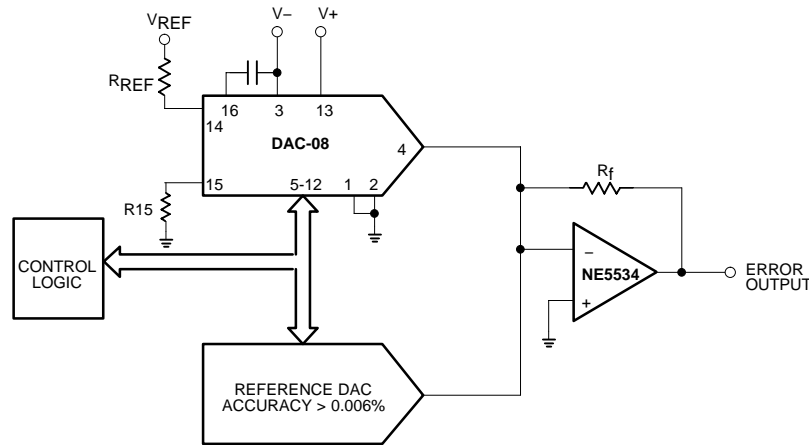 V– V+
VREF
RREF
16 3 13
14
DAC-08
4
15 5-12 1 2
Rf
R15
CONTROL
LOGIC
–
NE5534
+
ERROR
OUTPUT
REFERENCE DAC
ACCURACY > 0.006%